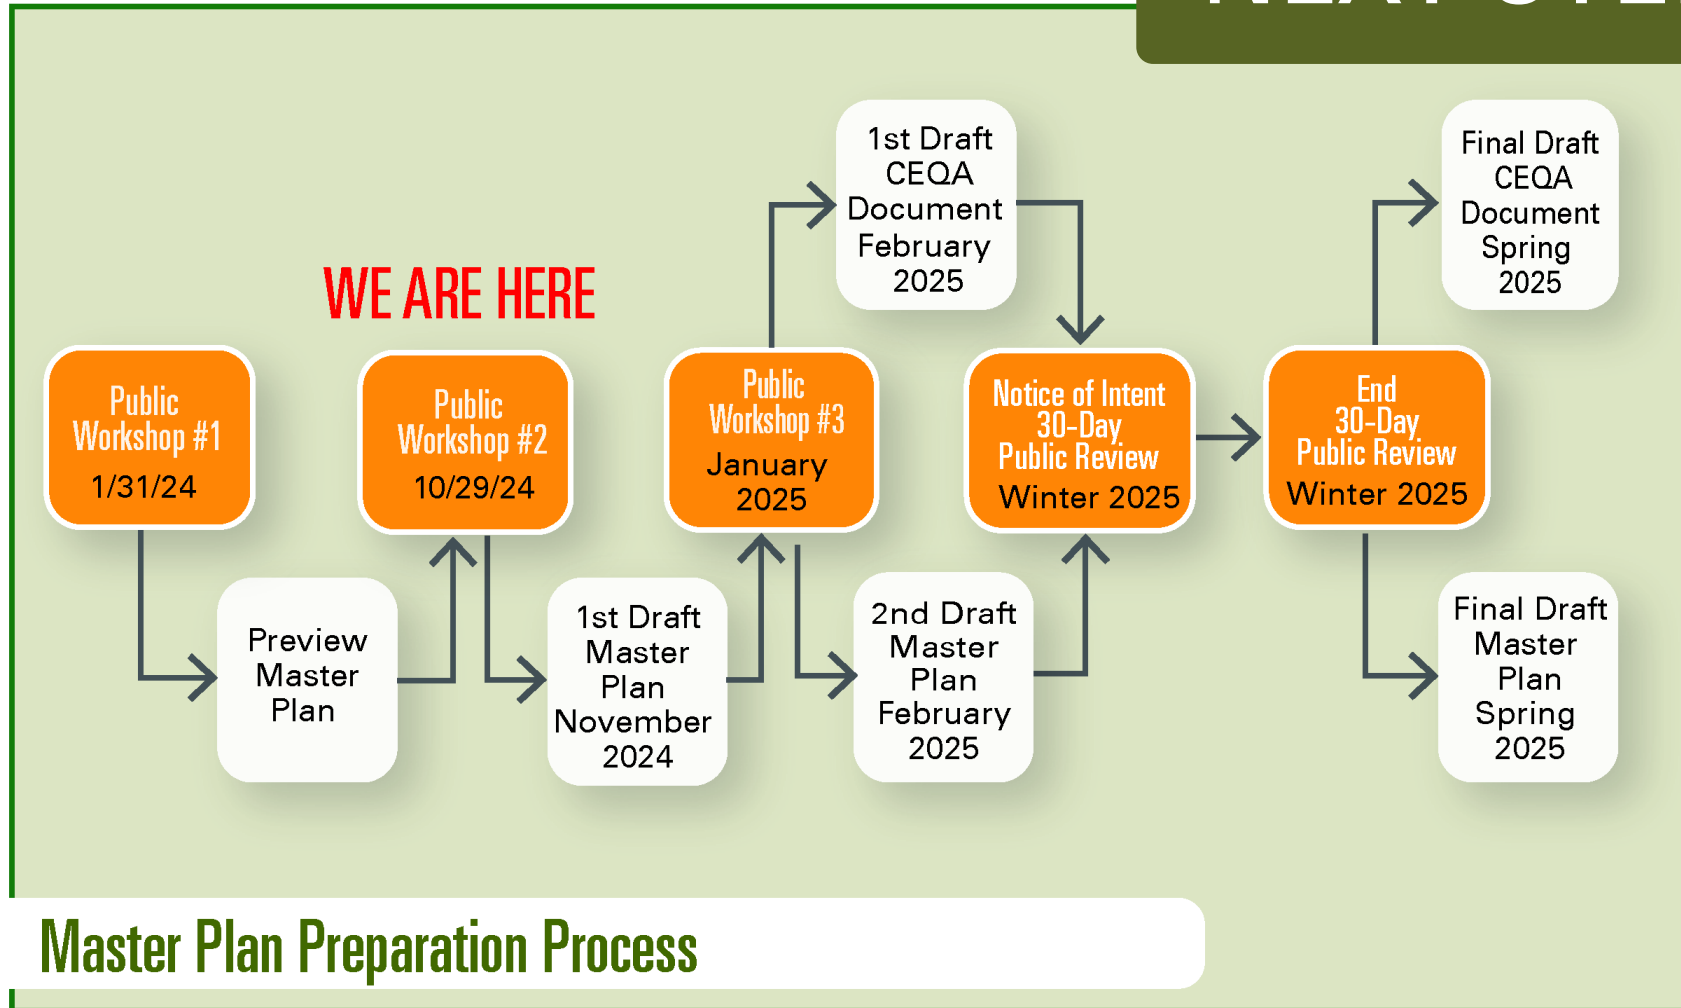 1st Draft
CEQA
Document
February
2025
Final Draft
CEQA
Document
Spring
2025
WE ARE HERE
Public
Workshop #1
1/31/24
Public
Workshop #2
10/29/24
Public
Workshop #3
January
2025
Notice of Intent
30-Day
Public Review
Winter 2025
End
30-Day
Public Review
Winter 2025
Preview
Master
Plan
1st Draft
Master
Plan
November
2024
2nd Draft
Master
Plan
February
2025
Final Draft
Master
Plan
Spring
2025
Master Plan Preparation Process